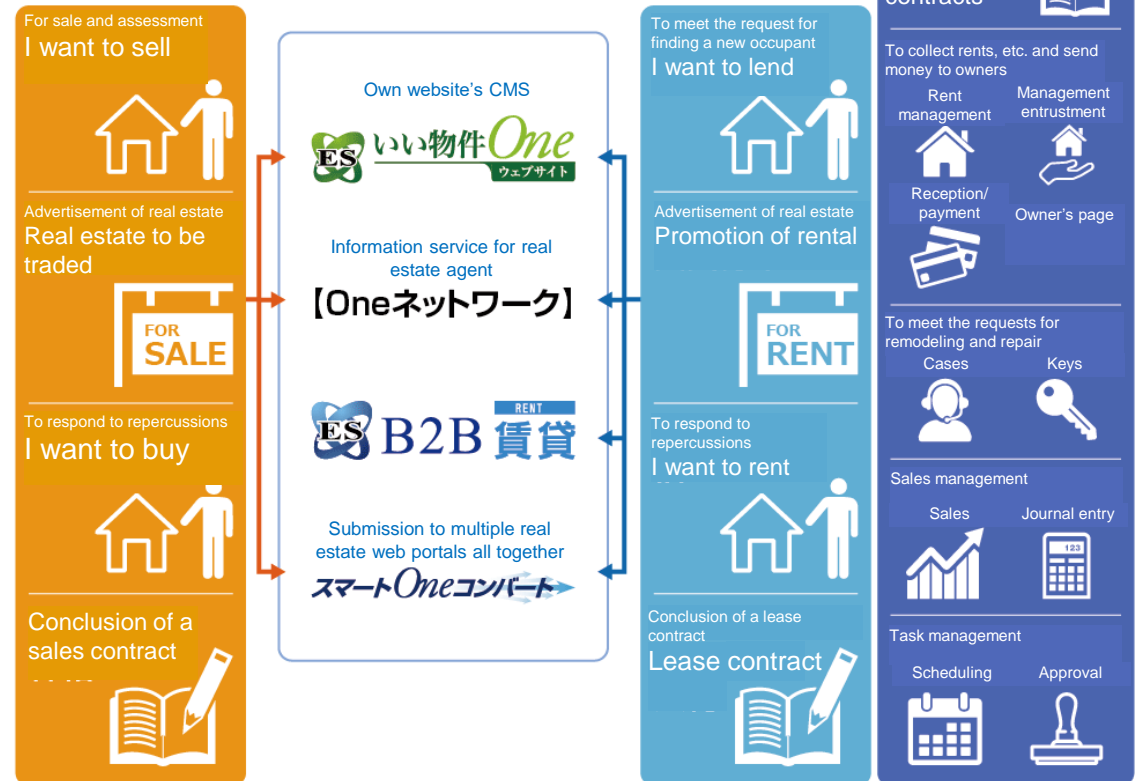 For sale and assessment
I want to sell
Advertisement of real estate
Real estate to be
traded
FOR
SALE
To respond to repercussions
I want to buy
Conclusion of a
sales contract
Own website's CMS
ES いい物件One
ウェブサイト
Information service for real
estate agent
【Oneネットワーク】
ES B2B 賃貸
RENT
Submission to multiple real
estate web portals all together
スマートOneコンバート
To meet the request for
finding a new occupant
I want to lend
Advertisement of real estate
Promotion of rental
FOR
RENT
To respond to
repercussions
I want to rent
Conclusion of a lease
contract
Lease contract
contracts
To collect rents, etc. and send
money to owners
Rent
management
Management
entrustment
Reception/
payment
Owner's page
To meet the requests for
remodeling and repair
Cases
Keys
Sales management
Sales
Journal entry
123
Task management
Scheduling
Approval